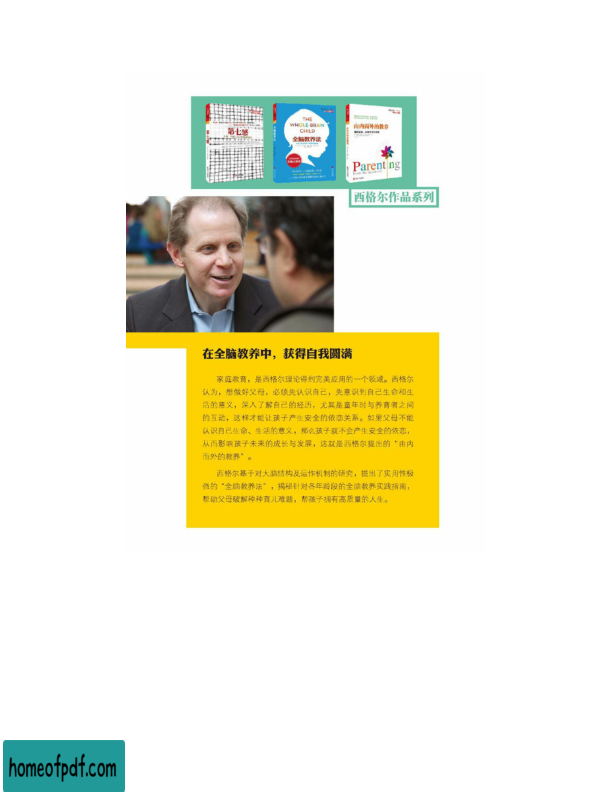 第七感
THE
WHOLE-BRAIN
CHILD
全脑教养法
由内而外的教养
Parenting
西格尔作品系列
在全脑教养中，获得自我圆满
家庭教育，是西格尔理论得到完美应用的一个领域。西格尔
认为，想做好父母，必须先认识自己，先意识到自己生命和生
活的意义，深入了解自己的经历，尤其是童年时与养育者之间
的互动，这样才能让孩子产生安全的依恋关系。如果父母不能
认识自己生命、生活的意义，那么孩子就不会产生安全的依恋，
从而影响孩子未来的成长与发展，这就是西格尔提出的“由内
而外的教养”。
西格尔基于对大脑结构及运作机制的研究，提出了实用性极
强的“全脑教养法”，揭秘针对各年龄段的全脑教养实践指南，
帮助父母破解种种育儿难题，帮孩子拥有高质量的人生。
homeofpdf.com